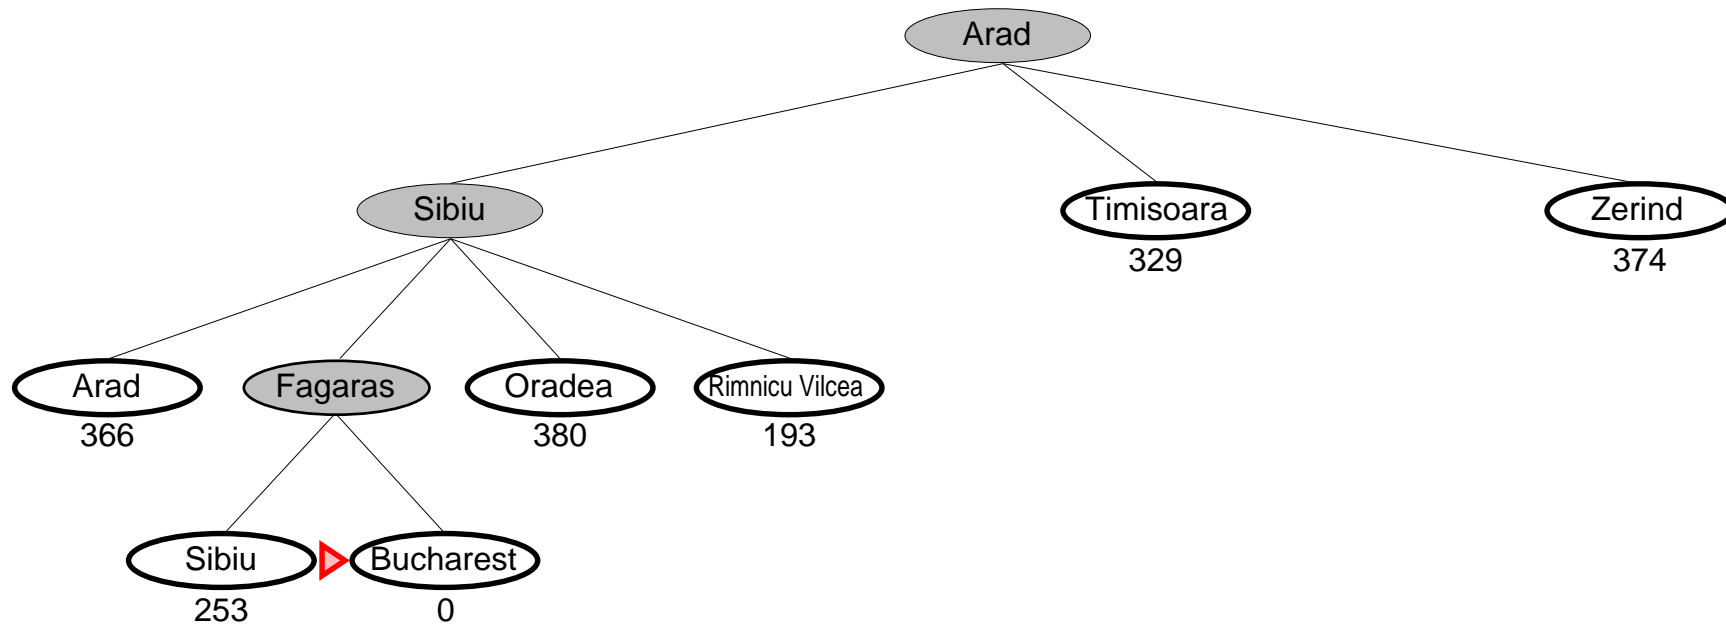 Arad
Sibiu
Timisoara
Zerind
329
374
Arad
Fagaras
Oradea
Rimnicu Vilcea
366
380
193
Sibiu
Bucharest
253
0